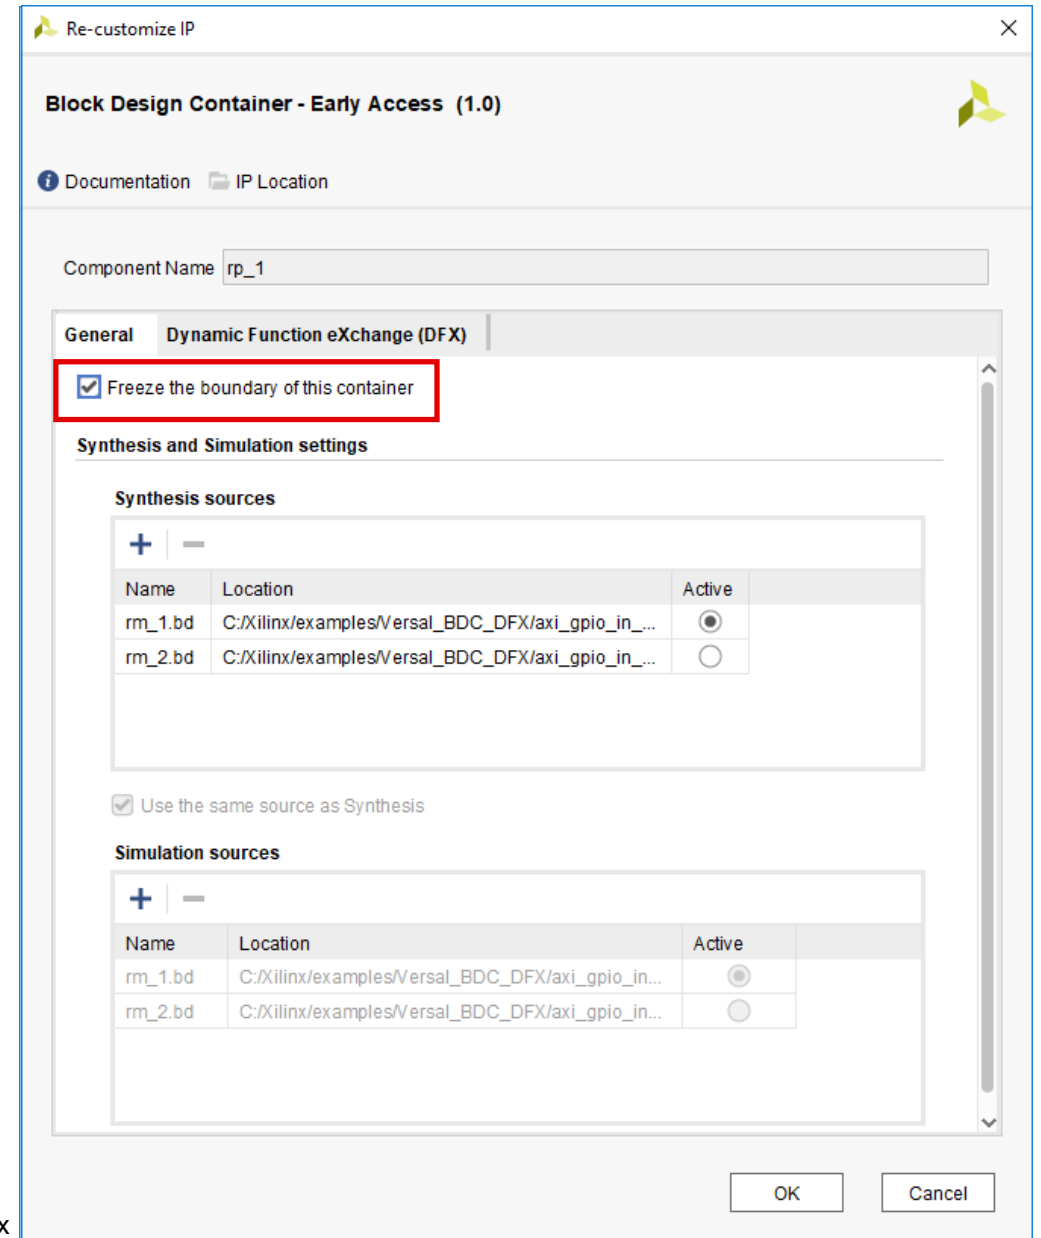 Re-customize IP
Block Design Container - Early Access (1.0)
Documentation IP Location
Component Name rp_1
General Dynamic Function eXchange (DFX)
Freeze the boundary of this container
Synthesis and Simulation settings
Synthesis sources
Name Location Active
rm_1.bd C:/Xilinx/examples/Versal_BDC_DFX/axi_gpio_in_...
rm_2.bd C:/Xilinx/examples/Versal_BDC_DFX/axi_gpio_in_...
Use the same source as Synthesis
Simulation sources
Name Location Active
rm_1.bd C:/Xilinx/examples/Versal_BDC_DFX/axi_gpio_in...
rm_2.bd C:/Xilinx/examples/Versal_BDC_DFX/axi_gpio_in...
OK Cancel
x